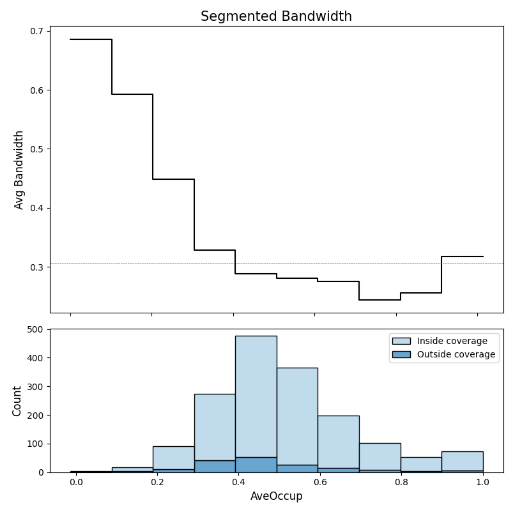 Segmented Bandwidth
0.7
0.6
0.5
0.4
0.3
Avg Bandwidth
500
400
300
200
100
0
Count
Inside coverage
Outside coverage
0.0 0.2 0.4 0.6 0.8 1.0
AveOccup